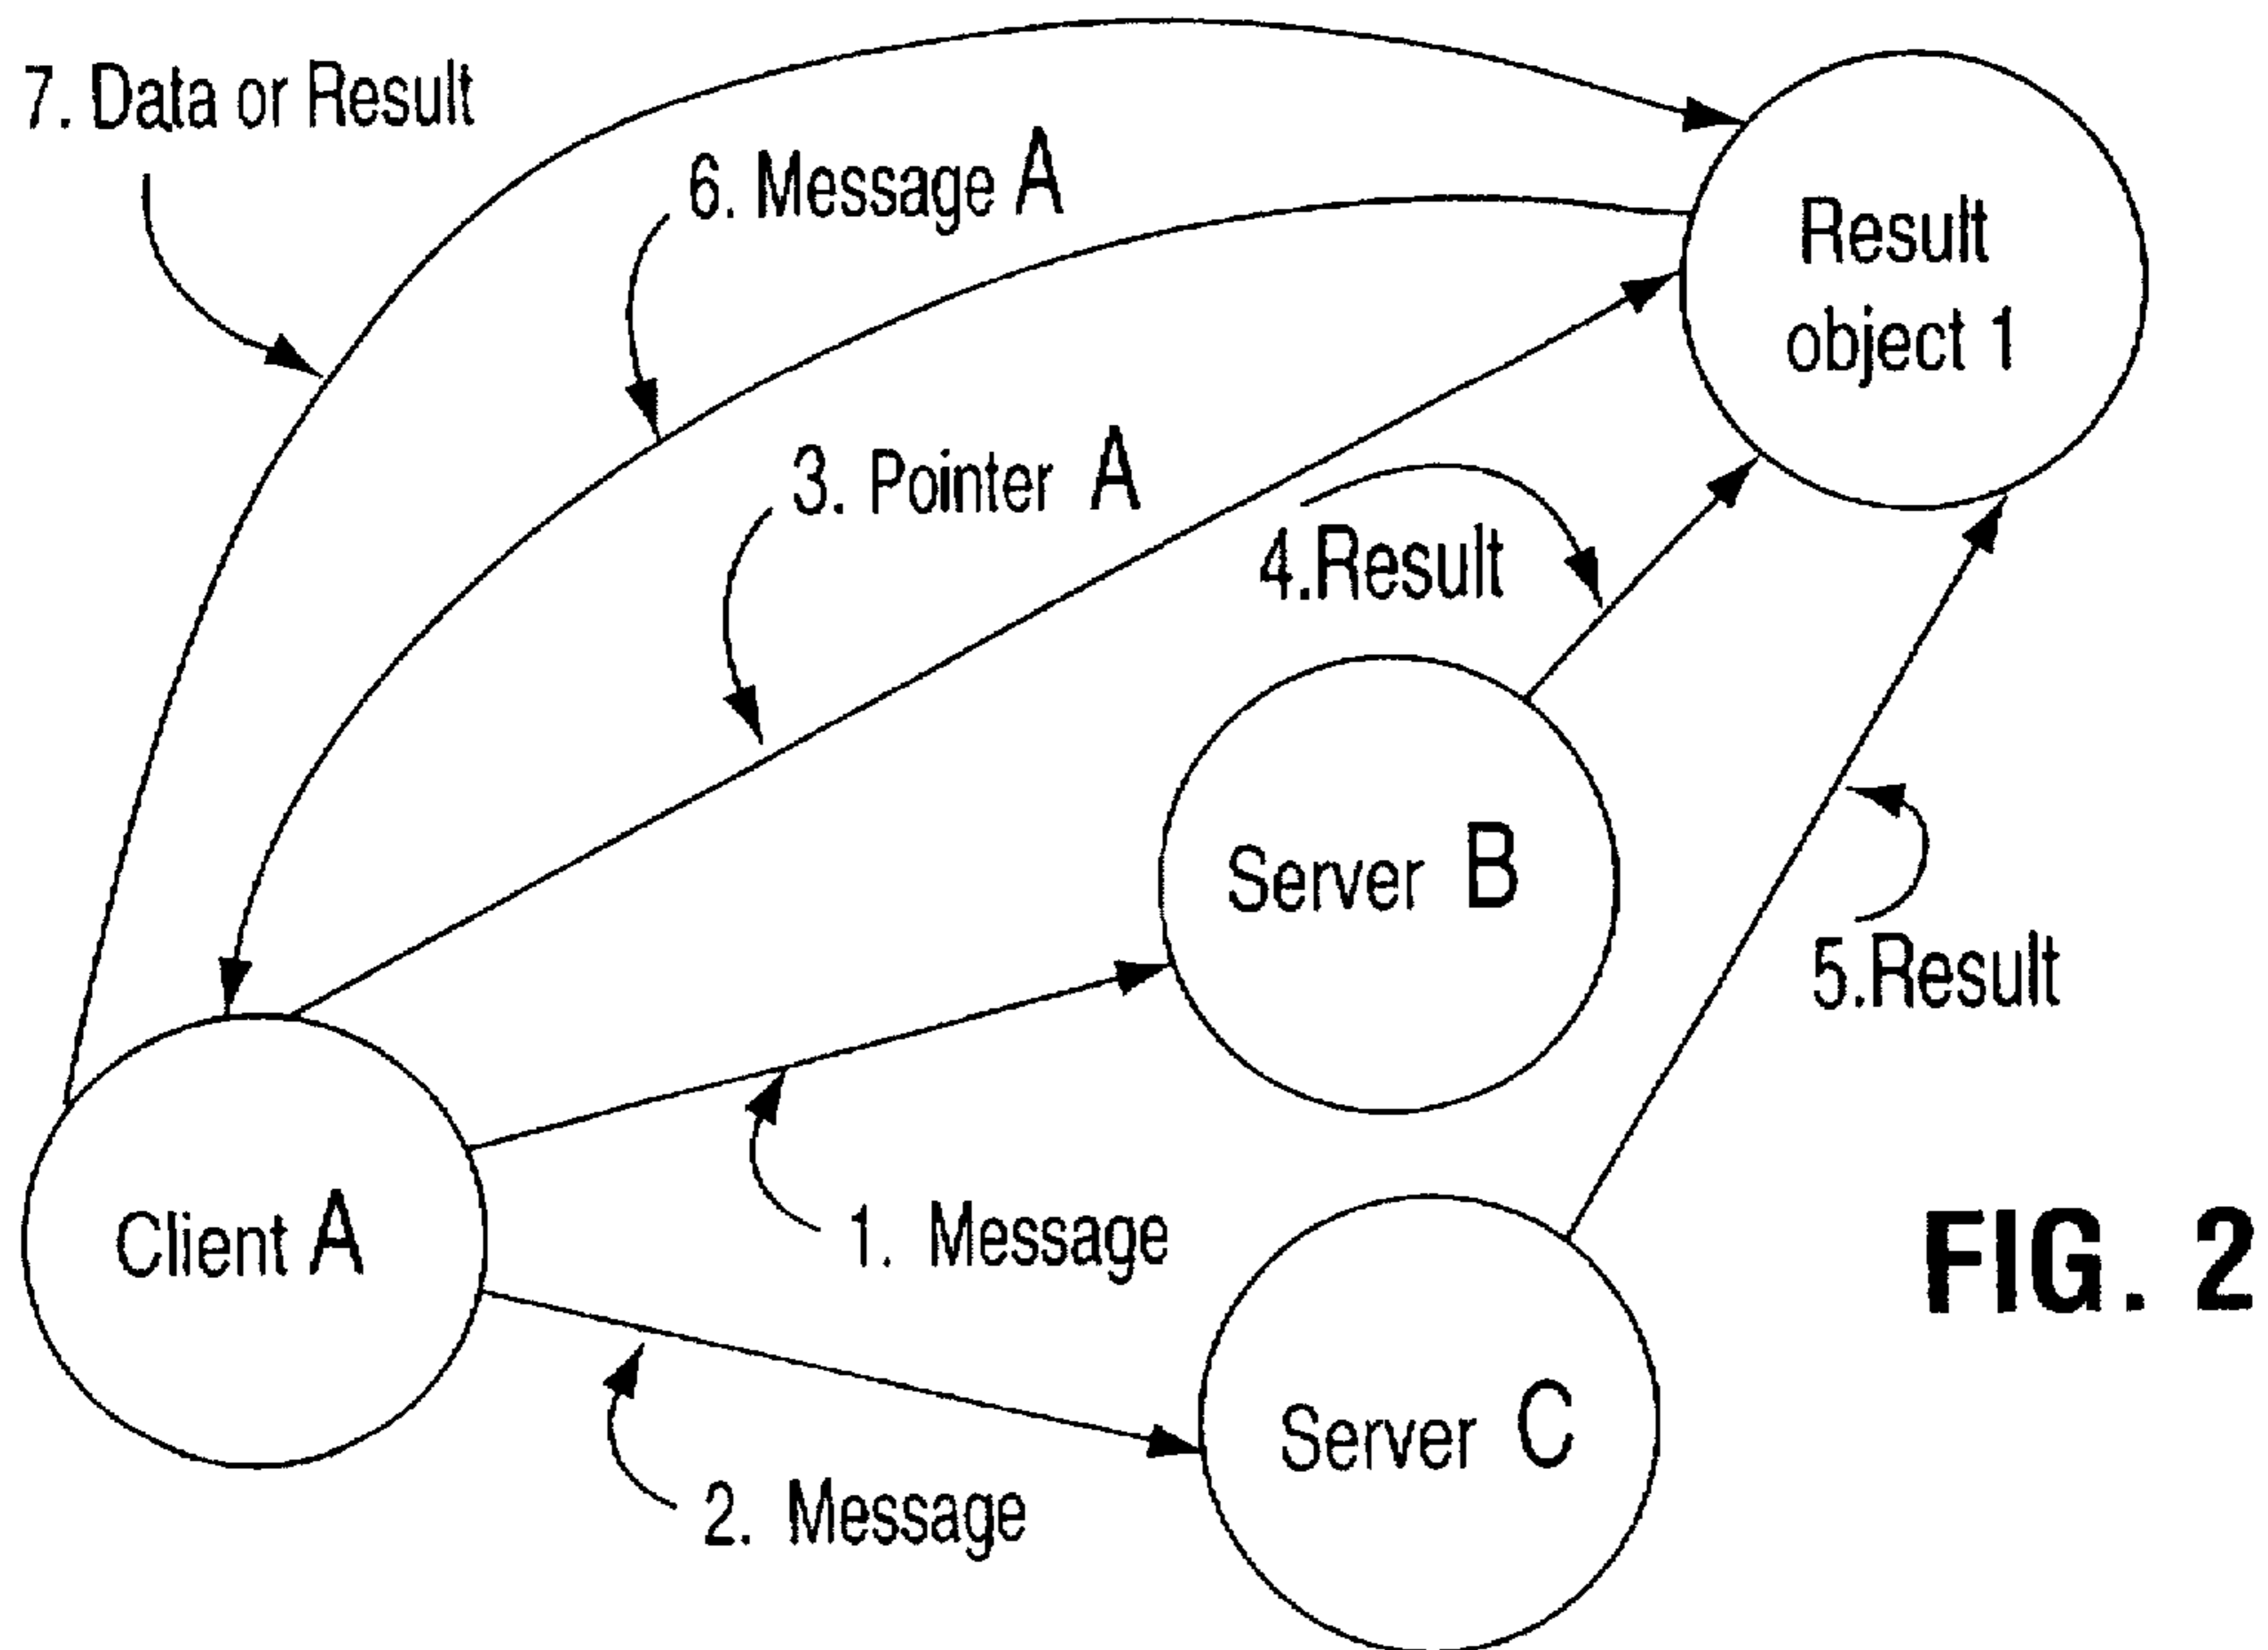 7. Data or Result
6. Message A
Result
object 1
3. Pointer A
4.Result
Server B
5.Result
Client A
1. Message
FIG. 2
Server C
2. Message